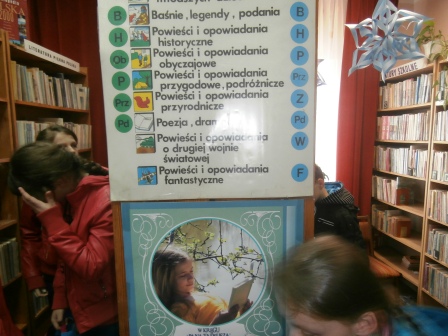 B Baśnie, legendy, podania B
H Powieści i opowiadania
historyczne H
Ob Powieści i opowiadania
obyczajowe
P Powieści i opowiadania
przygodowe, podróżnicze Prz
Prz Powieści i opowiadania
przyrodnicze Z
Pd Poezja, Pd
Powieści i opowiadania
o drugiej wojnie
światowej W
Powieści i opowiadania
fantastyczne F
W KRĘGU